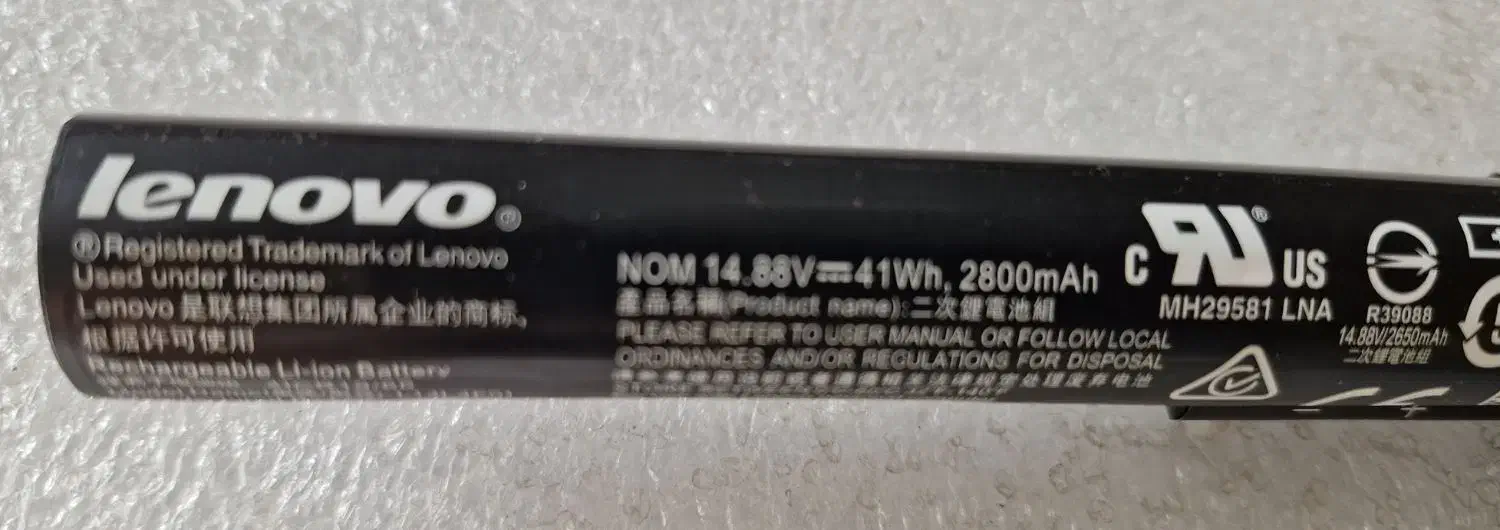 lenovo®
® Registered Trademark of Lenovo
Used under license
Lenovo 是联想集团所属企业的商标,
根据许可使用
Rechargeable Li-ion Battery
NOM 14.88V⎓41Wh, 2800mAh
產品名稱(Product name):二次鋰電池組
PLEASE REFER TO USER MANUAL OR FOLLOW LOCAL
ORDINANCES AND/OR REGULATIONS FOR DISPOSAL
C RU® US
MH29581 LNA
R39088
14.88V/2650mAh
二次鋰電池組